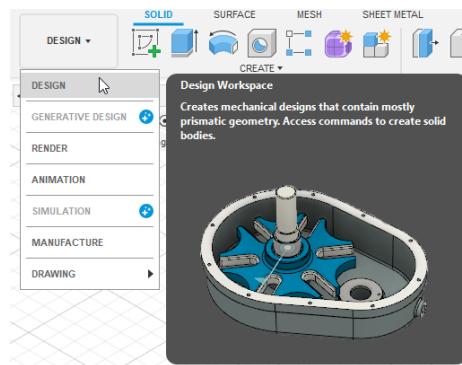 SOLID SURFACE MESH SHEET METAL
DESIGN
CREATE
DESIGN
GENERATIVE DESIGN
RENDER
ANIMATION
SIMULATION
MANUFACTURE
DRAWING
Design Workspace
Creates mechanical designs that contain mostly
prismatic geometry. Access commands to create solid
bodies.